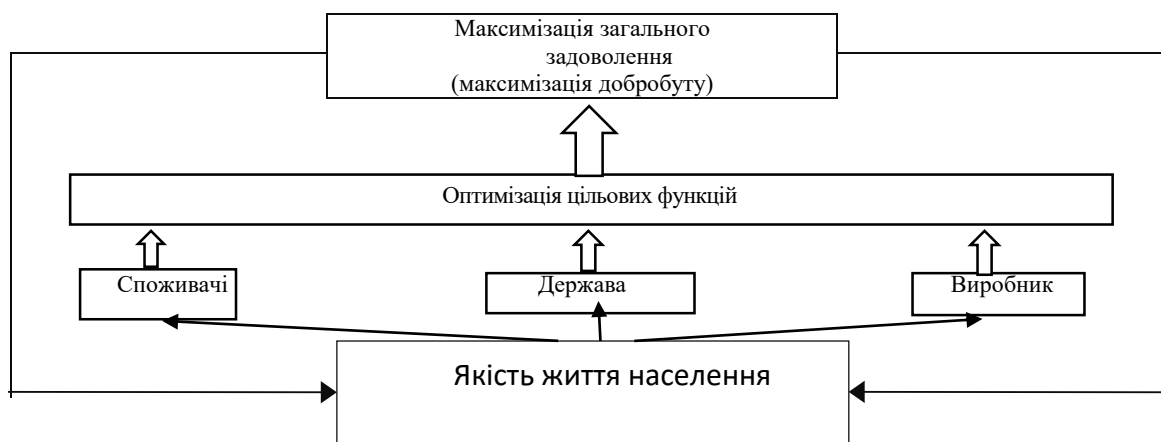 Максимізація загального
задоволення
(максимізація добробуту)
Оптимізація цільових функцій
Споживачі
Держава
Виробник
Якість життя населення